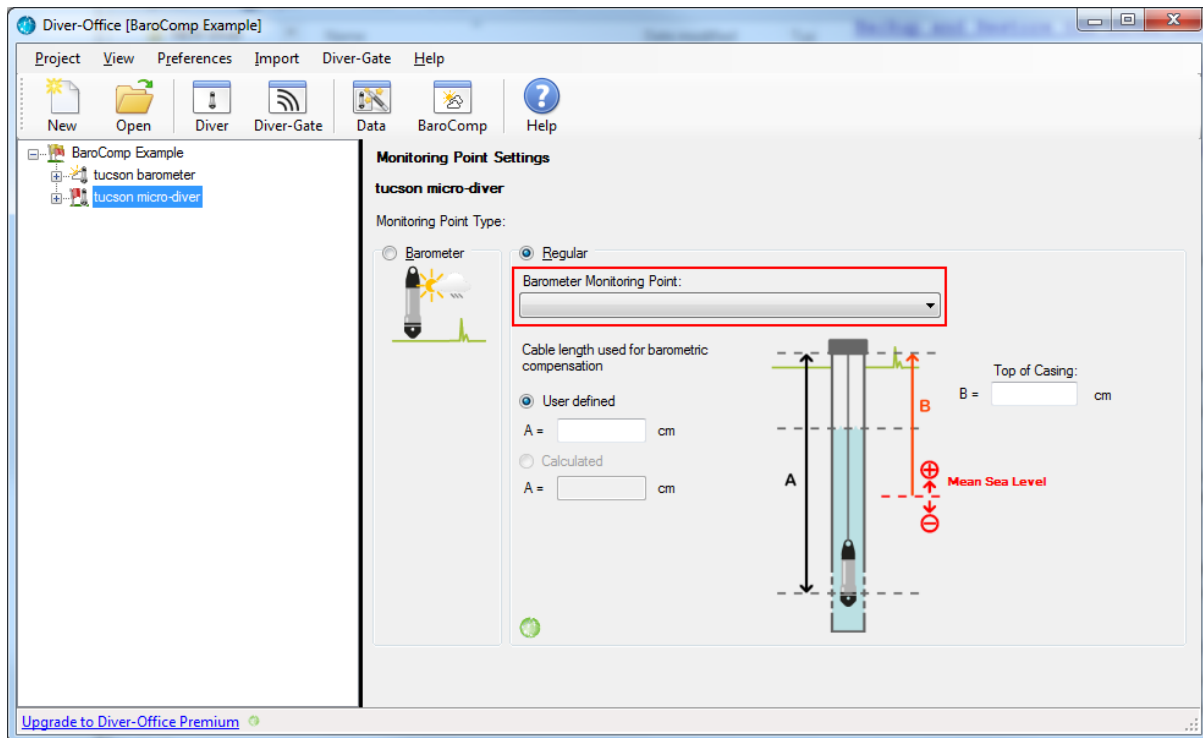 Diver-Office [BaroComp Example]
Project View Preferences Import Diver-Gate Help
New Open Diver Diver-Gate Data BaroComp Help
BaroComp Example
tucson barometer
tucson micro-diver
Monitoring Point Settings
tucson micro-diver
Monitoring Point Type:
Barometer
Regular
Barometer Monitoring Point:
Cable length used for barometric
compensation
User defined
A = cm
Calculated
A = cm
A
B
Top of Casing:
B = cm
Mean Sea Level
Upgrade to Diver-Office Premium